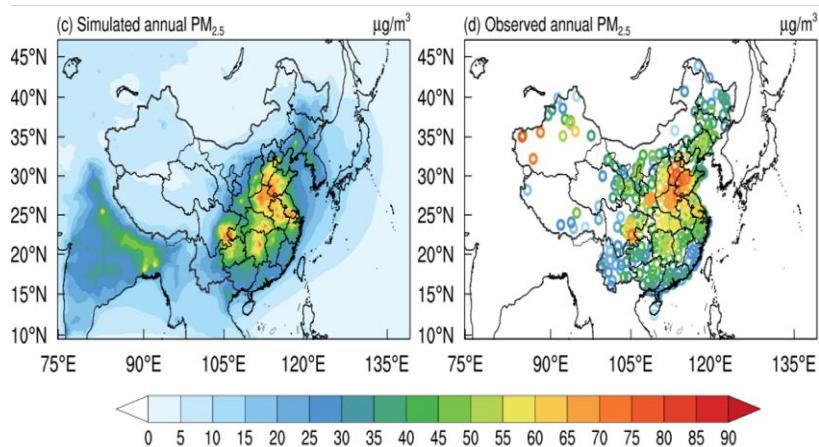 (c) Simulated annual PM2.5 μg/m³ (d) Observed annual PM2.5 μg/m³
45°N 45°N
40°N 40°N
35°N 35°N
30°N 30°N
25°N 25°N
20°N 20°N
15°N 15°N
10°N 10°N
75°E 90°E 105°E 120°E 135°E 75°E 90°E 105°E 120°E 135°E
0 5 10 15 20 25 30 35 40 45 50 55 60 65 70 75 80 85 90